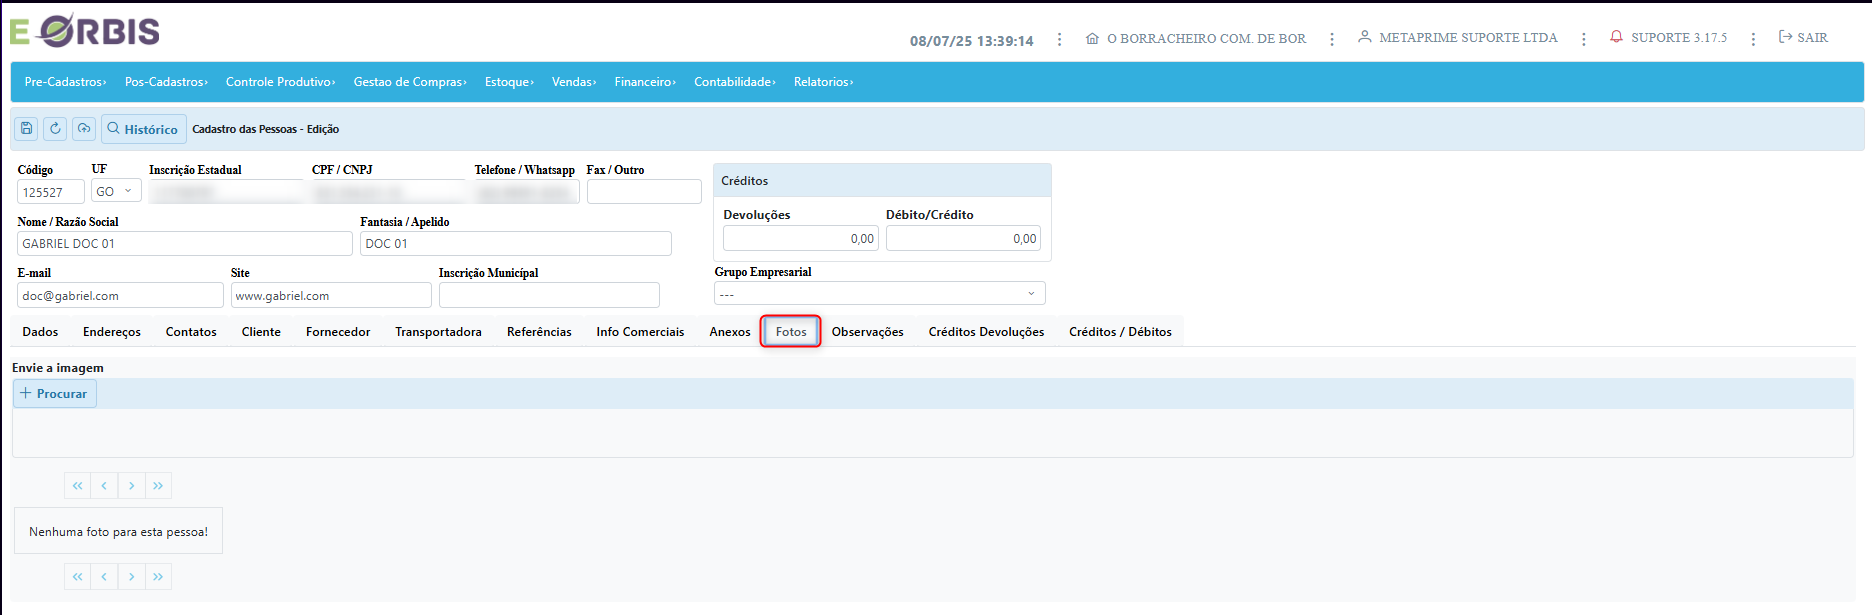 E ORBIS
08/07/25 13:39:14 O BORRACHEIRO COM. DE BOR METAPRIME SUPORTE LTDA SUPORTE 3.17.5 SAIR
Pre-Cadastros› Pos-Cadastros› Controle Produtivo› Gestao de Compras› Estoque› Vendas› Financeiro› Contabilidade› Relatorios›
Histórico Cadastro das Pessoas - Edição
Código UF Inscrição Estadual CPF / CNPJ Telefone / Whatsapp Fax / Outro
125527 GO
Créditos
Nome / Razão Social Fantasia / Apelido
GABRIEL DOC 01 DOC 01
Devoluções Débito/Crédito
0,00 0,00
E-mail Site Inscrição Municípal Grupo Empresarial
doc@gabriel.com www.gabriel.com ---
Dados Endereços Contatos Cliente Fornecedor Transportadora Referências Info Comerciais Anexos Fotos Observações Créditos Devoluções Créditos / Débitos
Envie a imagem
+ Procurar
« ‹ › »
Nenhuma foto para esta pessoa!
« ‹ › »